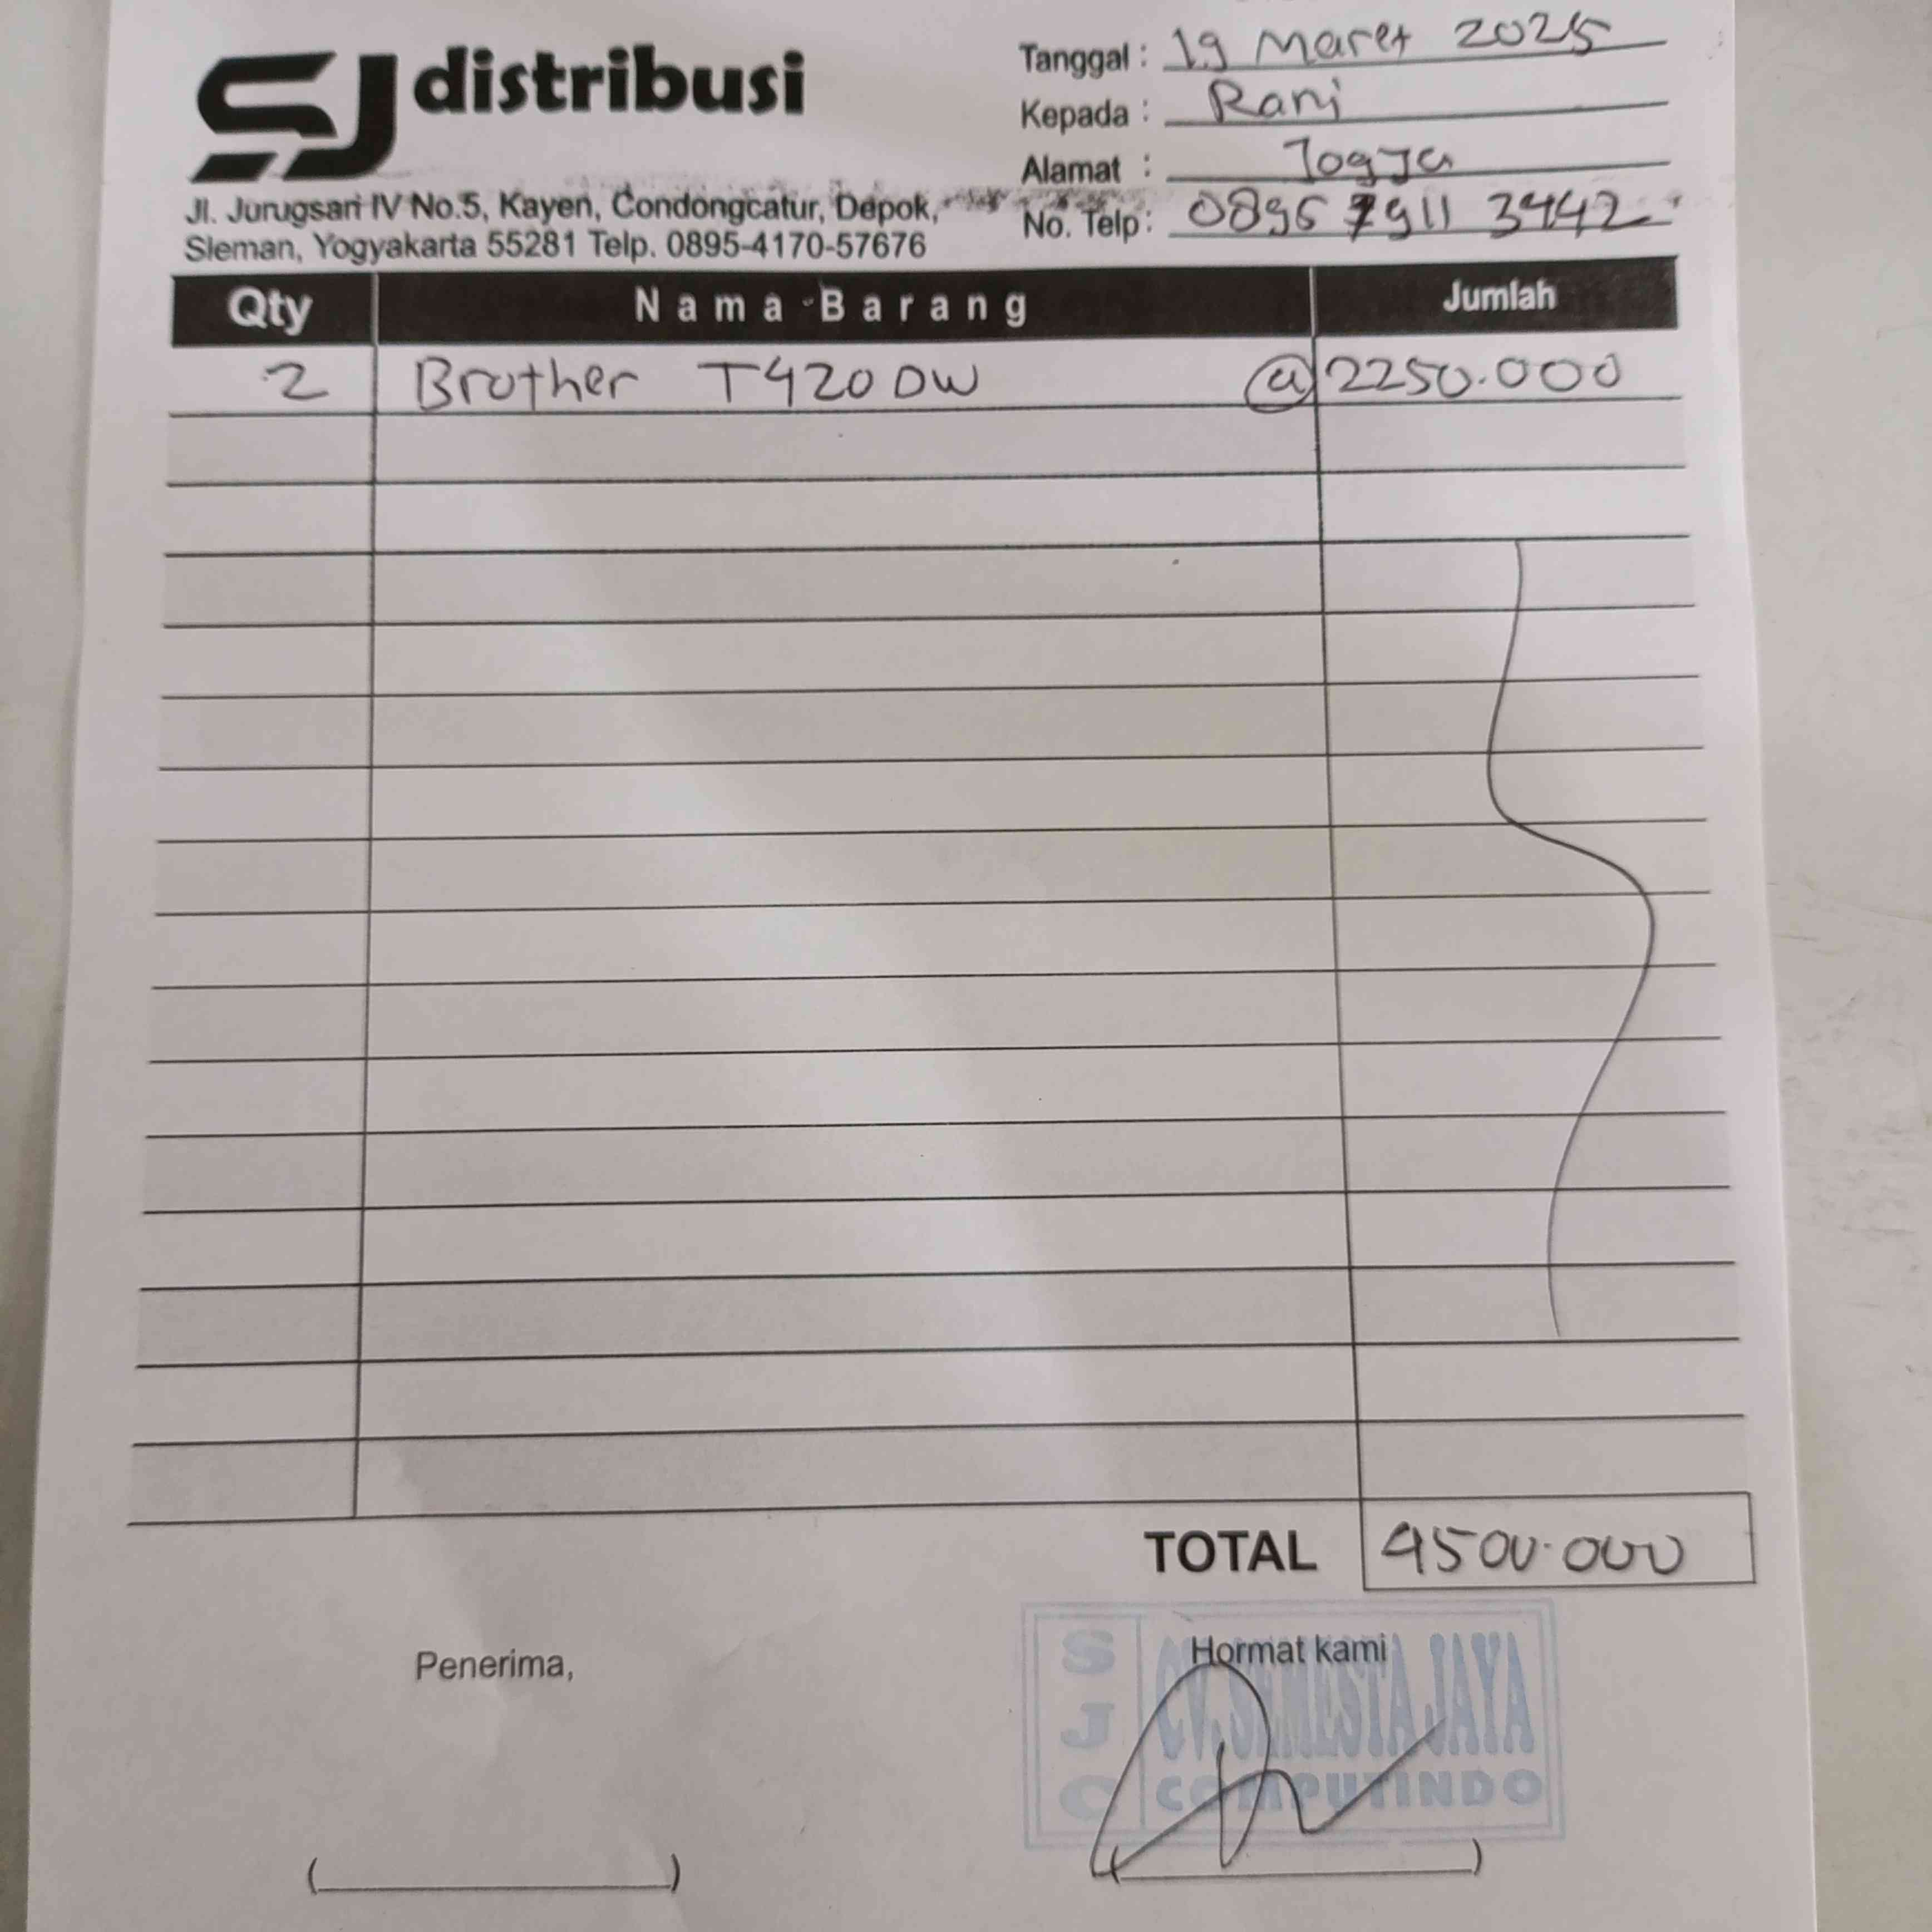 SJ distribusi
Jl. Jurugsari IV No.5, Kayen, Condongcatur, Depok,
Sleman, Yogyakarta 55281 Telp. 0895-4170-57676
Tanggal : 19 Maret 2025
Kepada : Rani
Alamat : Jogja
No. Telp: 0895 7911 3442
Qty Nama Barang Jumlah
2 Brother T420DW @ 2250.000
TOTAL 4500.000
Penerima,
Hormat kami
SJC
CV. SEMESTA JAYA
COMPUTINDO